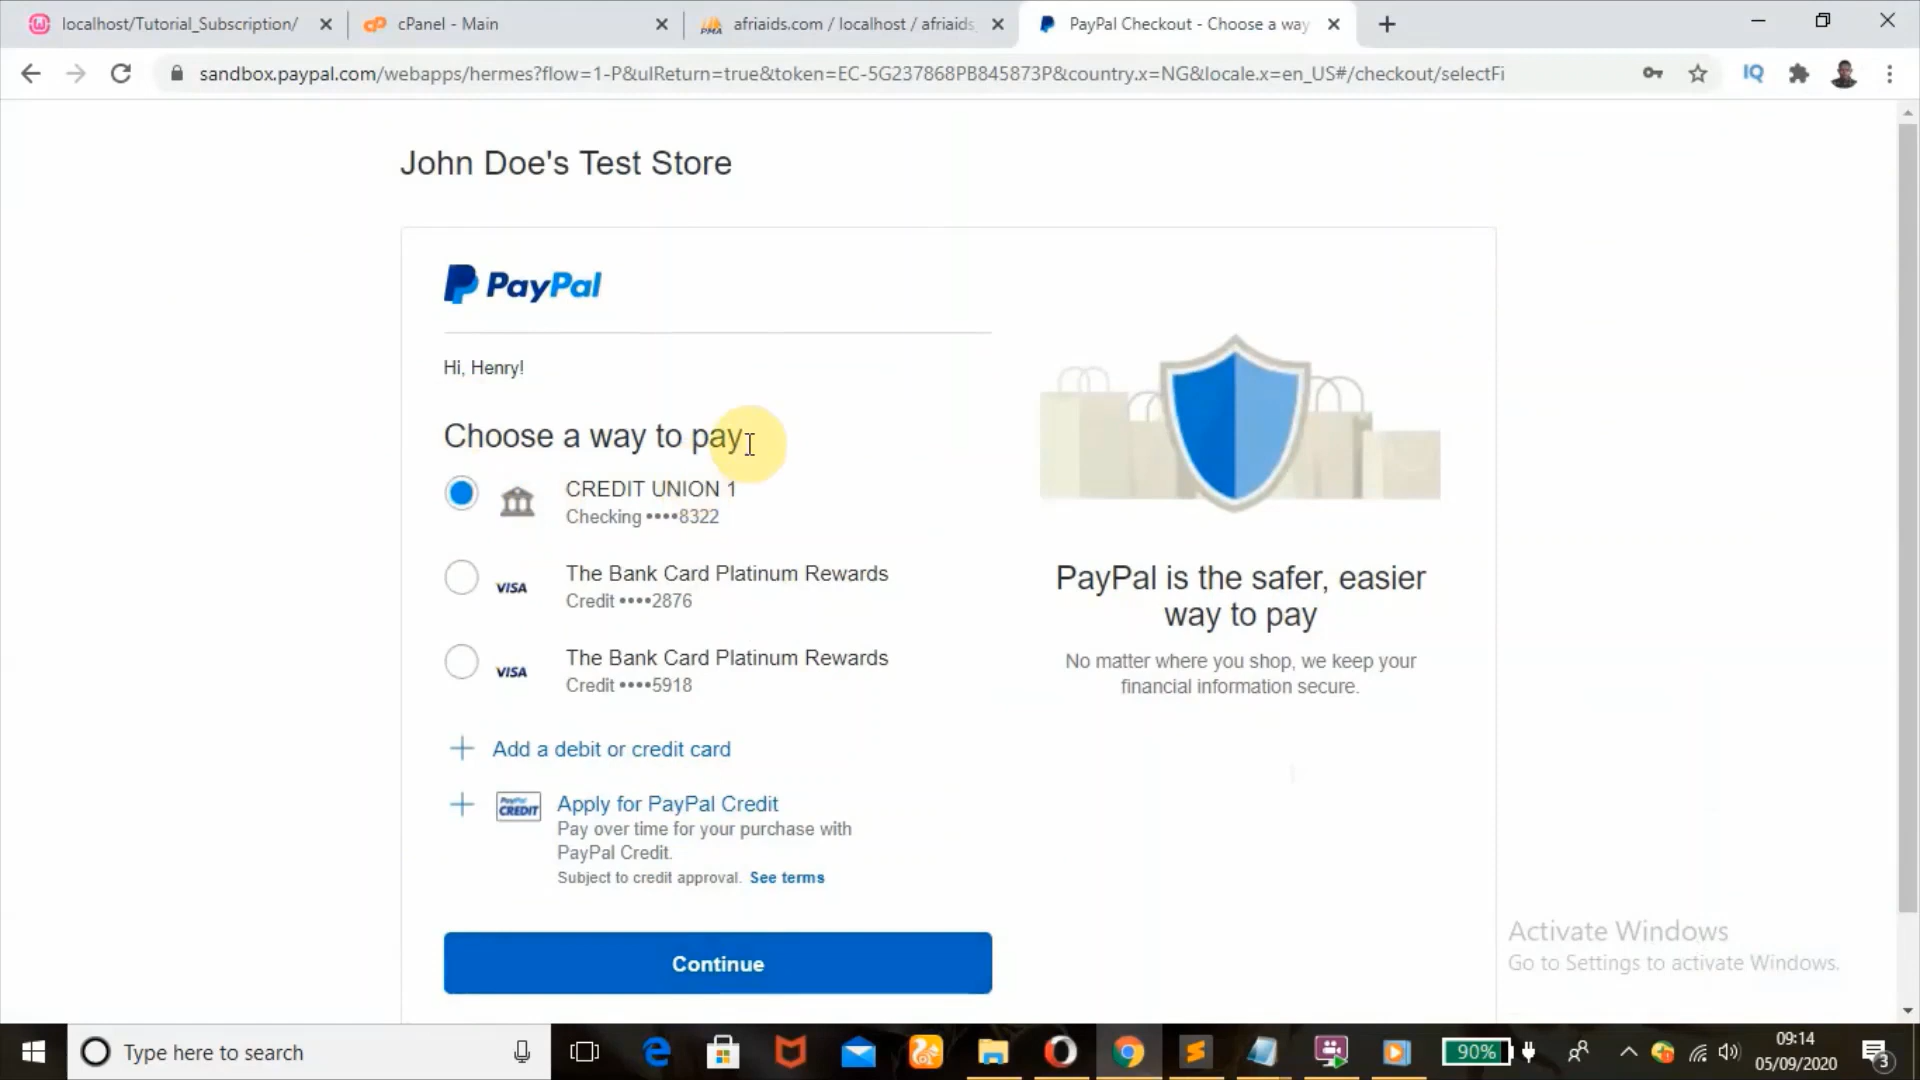 localhost/Tutorial_Subscription/
cPanel - Main
afriaids.com / localhost / afriaids_
PayPal Checkout - Choose a way
sandbox.paypal.com/webapps/hermes?flow=1-P&ulReturn=true&token=EC-5G237868PB845873P&country.x=NG&locale.x=en_US#/checkout/selectFi
IQ
John Doe's Test Store
PayPal
Hi, Henry!
Choose a way to pay
CREDIT UNION 1
Checking ••••8322
VISA
The Bank Card Platinum Rewards
Credit ••••2876
VISA
The Bank Card Platinum Rewards
Credit ••••5918
Add a debit or credit card
PayPal CREDIT
Apply for PayPal Credit
Pay over time for your purchase with
PayPal Credit.
Subject to credit approval. See terms
Continue
PayPal is the safer, easier
way to pay
No matter where you shop, we keep your
financial information secure.
Activate Windows
Go to Settings to activate Windows.
Type here to search
90%
09:14
05/09/2020
3